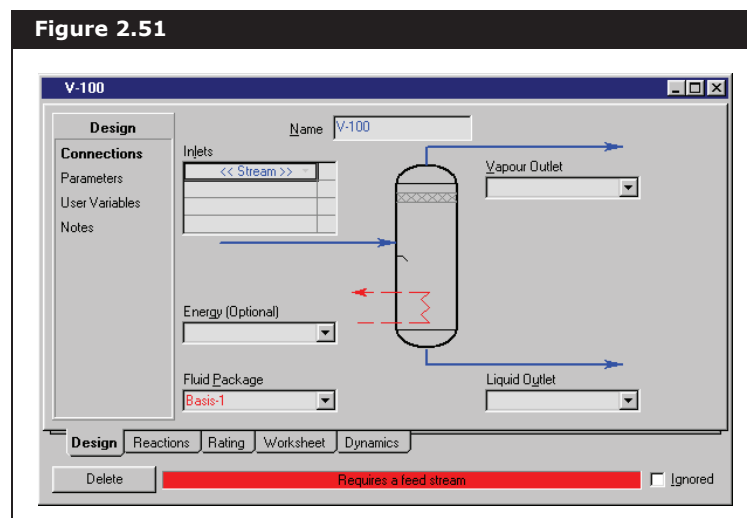 Figure 2.51
V-100
Design
Connections
Parameters
User Variables
Notes
Name V-100
Inlets
<< Stream >>
Vapour Outlet
Energy (Optional)
Fluid Package
Basis-1
Liquid Outlet
Design Reactions Rating Worksheet Dynamics
Delete Requires a feed stream Ignored